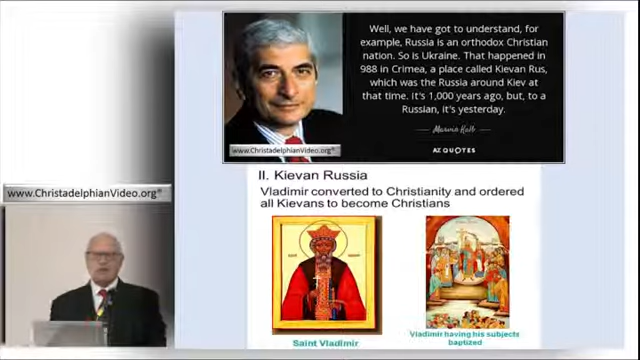 Well, we have got to understand, for
example, Russia is an orthodox Christian
nation. So is Ukraine. That happened in
988 in Crimea, a place called Kievan Rus,
which was the Russia around Kiev at
that time. It's 1,000 years ago, but, to a
Russian, it's yesterday.
Marvin Kalb
AZ QUOTES
www.ChristadelphianVideo.org®
II. Kievan Russia
Vladimir converted to Christianity and ordered
all Kievans to become Christians
www.ChristadelphianVideo.org®
Saint Vladimir
Vladimir having his subjects
baptized